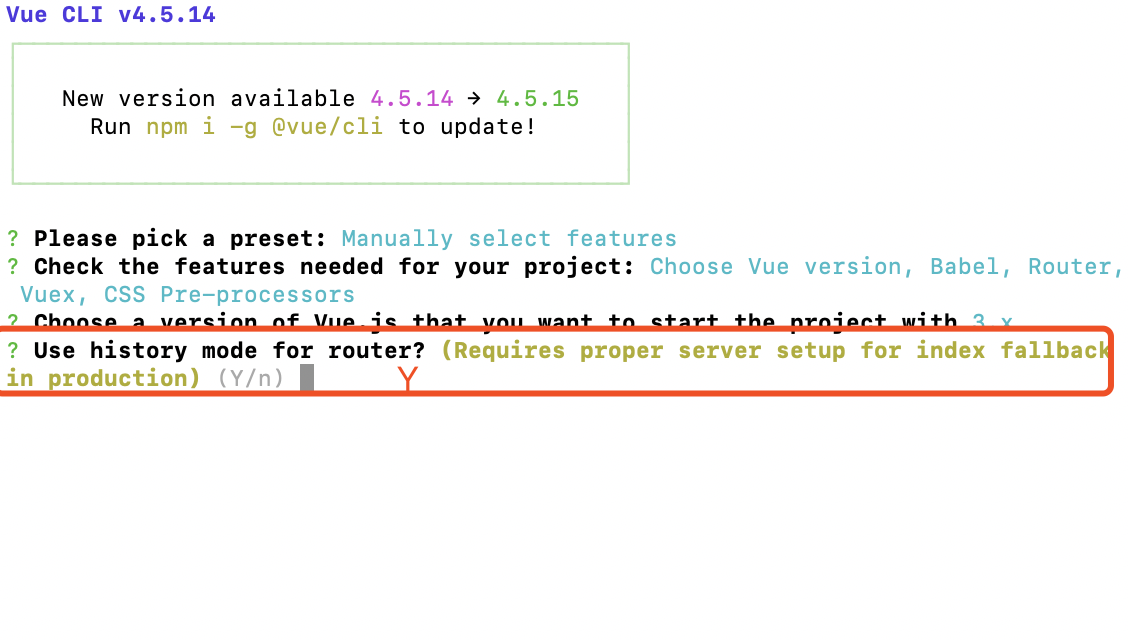 Vue CLI v4.5.14
New version available 4.5.14 → 4.5.15
Run npm i -g @vue/cli to update!
? Please pick a preset: Manually select features
? Check the features needed for your project: Choose Vue version, Babel, Router,
Vuex, CSS Pre-processors
? Choose a version of Vue.js that you want to start the project with 3.x
? Use history mode for router? (Requires proper server setup for index fallback
in production) (Y/n) Y